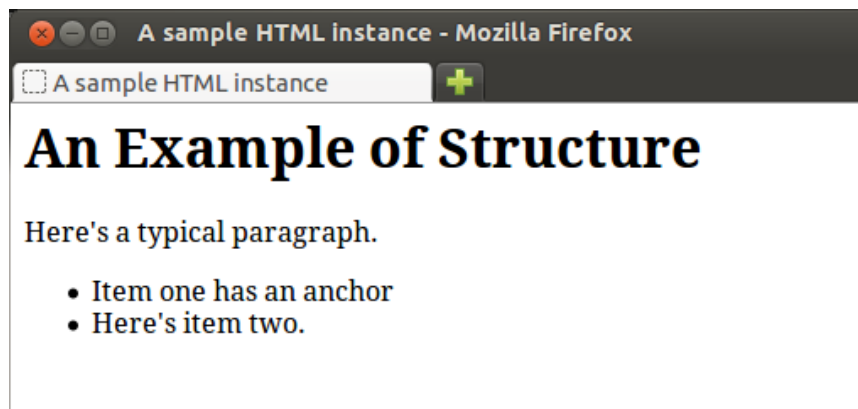 A sample HTML instance - Mozilla Firefox
A sample HTML instance
An Example of Structure
Here's a typical paragraph.
Item one has an anchor
Here's item two.